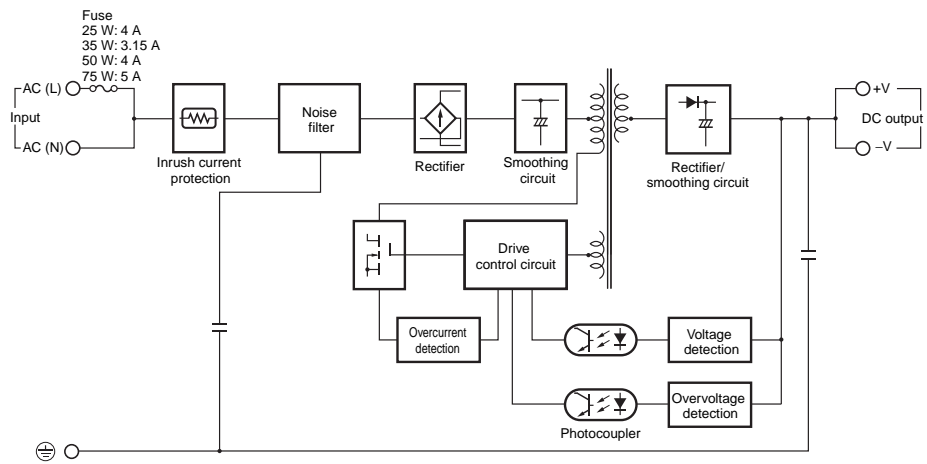 Fuse
25 W: 4 A
35 W: 3.15 A
50 W: 4 A
75 W: 5 A
AC (L)
Input
AC (N)
Inrush current
protection
Noise
filter
Rectifier
Smoothing
circuit
Rectifier/
smoothing circuit
+V
DC output
–V
Drive
control circuit
Overcurrent
detection
Voltage
detection
Overvoltage
detection
Photocoupler